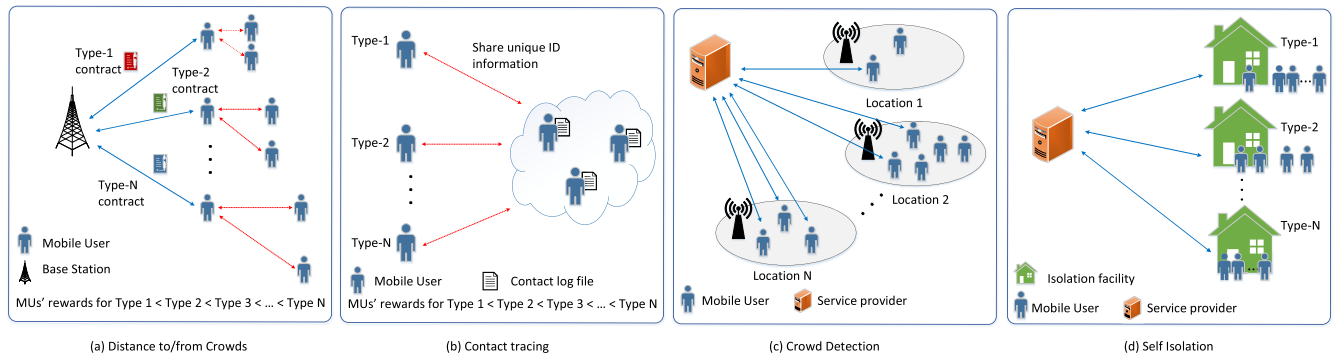 Type-1
contract
Type-2
contract
Type-N
contract
Mobile User
Base Station
MUs' rewards for Type 1 < Type 2 < Type 3 < ... < Type N
(a) Distance to/from Crowds
Type-1
Share unique ID
information
Type-2
Type-N
Mobile User
Contact log file
MUs' rewards for Type 1 < Type 2 < Type 3 < ... < Type N
(b) Contact tracing
Location 1
Location 2
Location N
Mobile User
Service provider
(c) Crowd Detection
Type-1
Type-2
Type-N
Isolation facility
Mobile User
Service provider
(d) Self Isolation